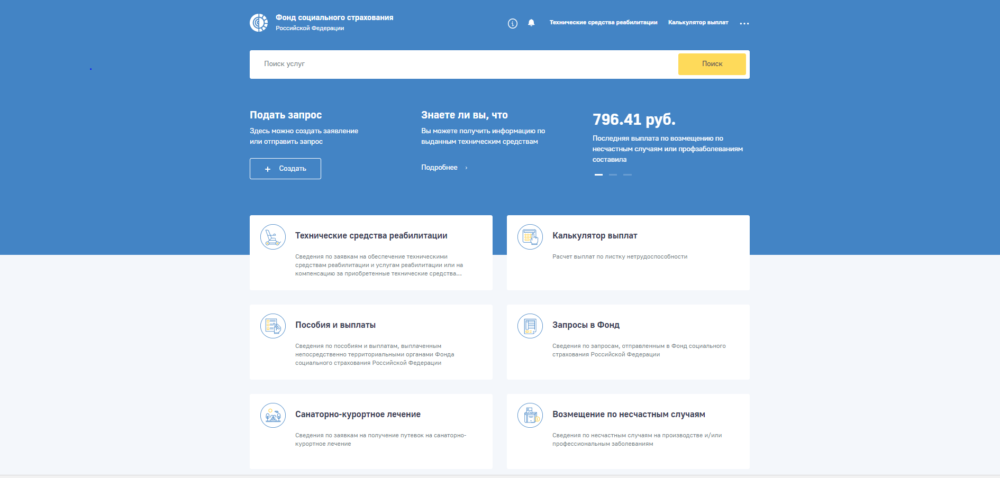 Фонд социального страхования
Российской Федерации
Технические средства реабилитации
Калькулятор выплат
Поиск услуг
Поиск
Подать запрос
Здесь можно создать заявление
или отправить запрос
+ Создать
Знаете ли вы, что
Вы можете получить информацию по
выданным техническим средствам
Подробнее ›
796.41 руб.
Последняя выплата по возмещению по
несчастным случаям или профзаболеваниям
составила
Технические средства реабилитации
Сведения по заявкам на обеспечение техническими
средствам реабилитации и услугам реабилитации или на
компенсацию за приобретенные технические средства...
Калькулятор выплат
Расчет выплат по листку нетрудоспособности
Пособия и выплаты
Сведения по пособиям и выплатам, выплаченным
непосредственно территориальными органами Фонда
социального страхования Российской Федерации
Запросы в Фонд
Сведения по запросам, отправленным в Фонд социального
страхования Российской Федерации
Санаторно-курортное лечение
Сведения по заявкам на получение путевок на санаторно-
курортное лечение
Возмещение по несчастным случаям
Сведения по несчастным случаям на производстве и/или
профессиональным заболеваниям